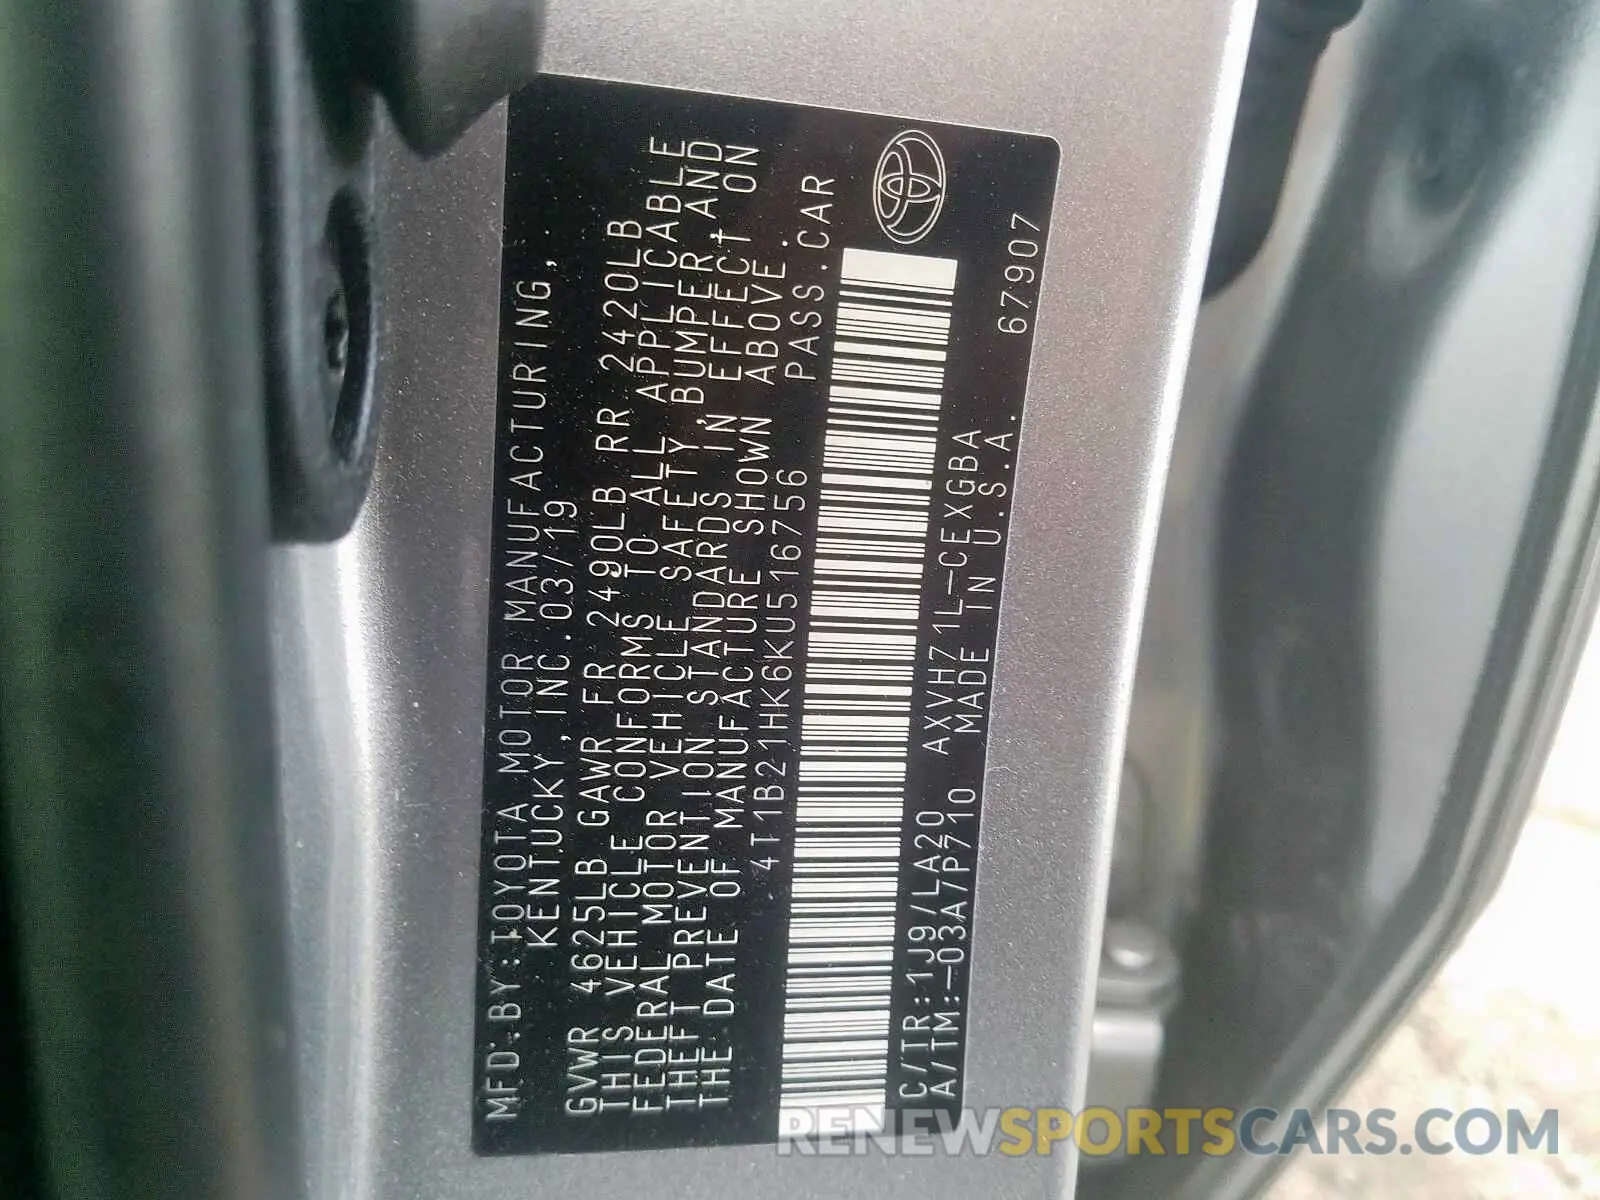 MFD.BY:TOYOTA MOTOR MANUFACTURING,
KENTUCKY,INC.03/19
GVWR 4625LB GAWR FR 2490LB RR 2420LB
THIS VEHICLE CONFORMS TO ALL APPLICABLE
FEDERAL MOTOR VEHICLE SAFETY,BUMPER,AND
THEFT PREVENTION STANDARDS IN EFFECT ON
THE DATE OF MANUFACTURE SHOWN ABOVE.
4T1B21HK6KU516756 PASS.CAR
C/TR:1J9/LA20 AXVH71L-CEXGBA
A/TM:-03A/P710 MADE IN U.S.A. 67907
RENEWSPORTSCARS.COM